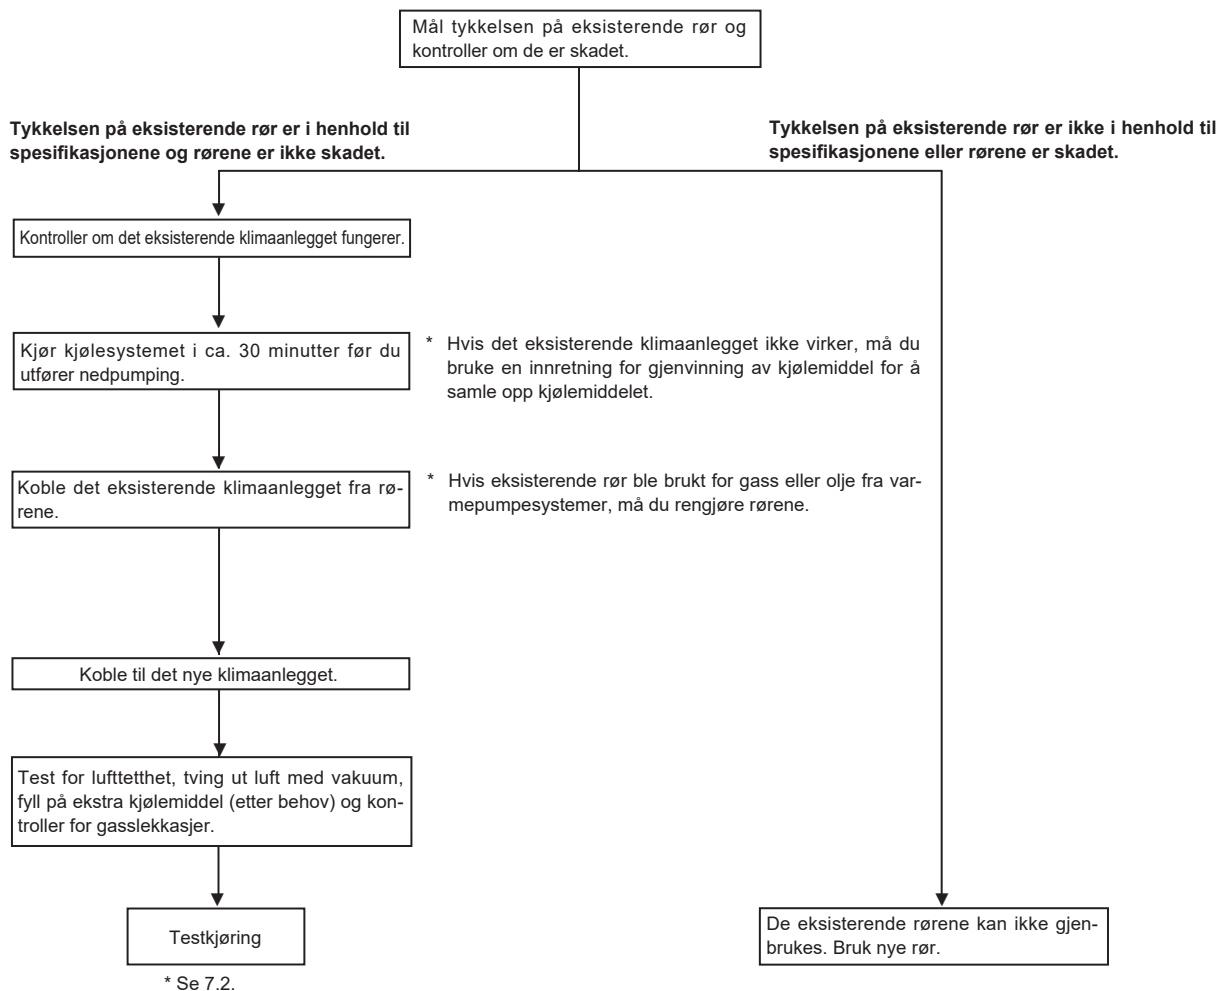 Mål tykkelsen på eksisterende rør og
kontroller om de er skadet.
Tykkelsen på eksisterende rør er i henhold til
spesifikasjonene og rørene er ikke skadet.
Tykkelsen på eksisterende rør er ikke i henhold til
spesifikasjonene eller rørene er skadet.
Kontroller om det eksisterende klimaanlegget fungerer.
Kjør kjølesystemet i ca. 30 minutter før du
utfører nedpumping.
* Hvis det eksisterende klimaanlegget ikke virker, må du
bruke en innretning for gjenvinning av kjølemiddel for å
samle opp kjølemiddelet.
Koble det eksisterende klimaanlegget fra rø-
rene.
* Hvis eksisterende rør ble brukt for gass eller olje fra var-
mepumpesystemer, må du rengjøre rørene.
Koble til det nye klimaanlegget.
Test for lufttetthet, tving ut luft med vakuum,
fyll på ekstra kjølemiddel (etter behov) og kon-
troller for gasslekkasjer.
Testkjøring
* Se 7.2.
De eksisterende rørene kan ikke gjen-
brukes. Bruk nye rør.